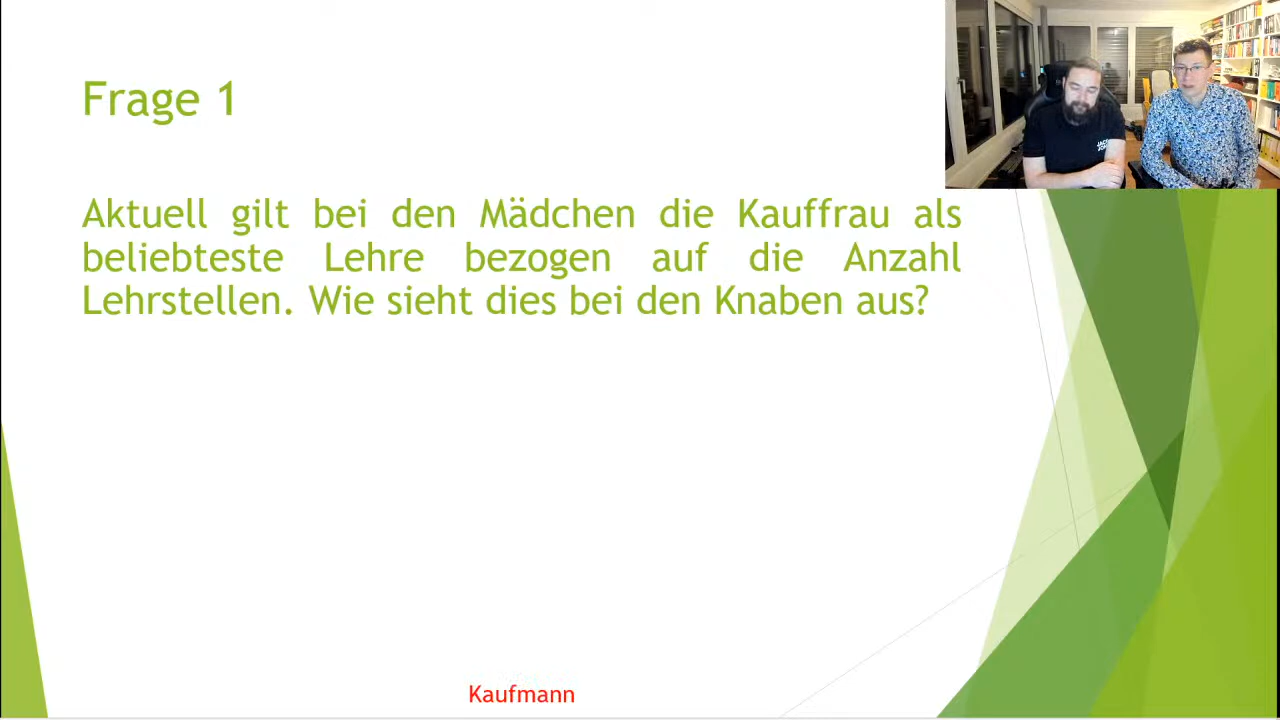 Frage 1
Aktuell gilt bei den Mädchen die Kauffrau als
beliebteste Lehre bezogen auf die Anzahl
Lehrstellen. Wie sieht dies bei den Knaben aus?
Kaufmann